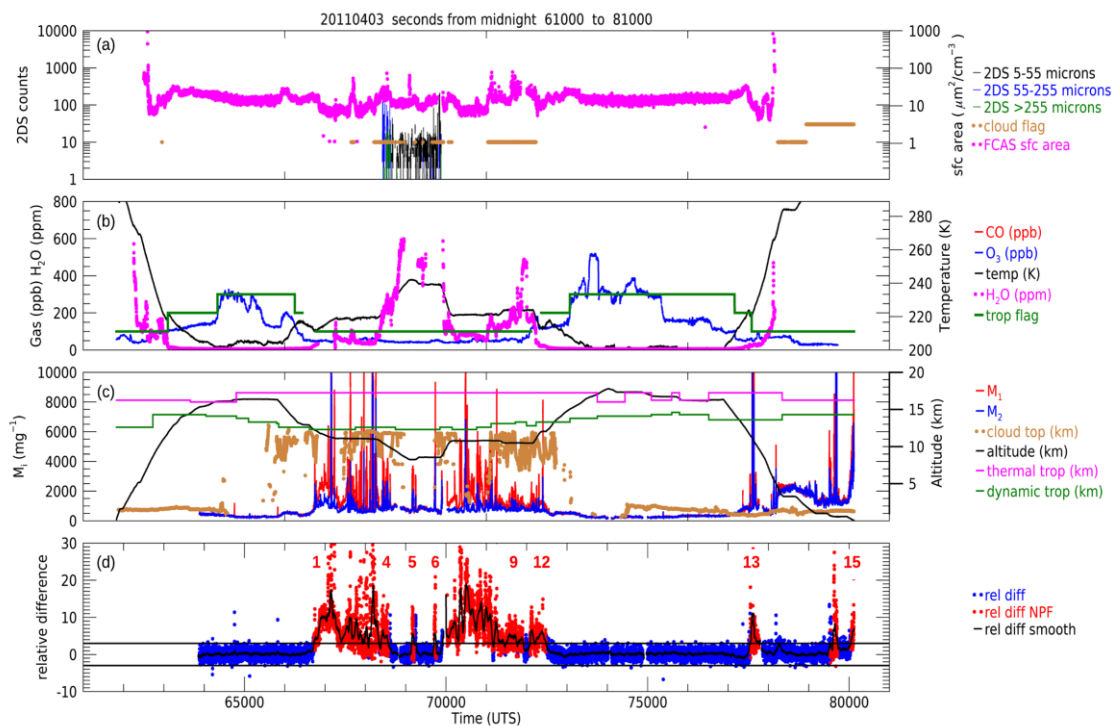 20110403 seconds from midnight 61000 to 81000
(a)
2DS counts
10000
1000
100
10
1
sfc area ( μm²/cm⁻³ )
1000
100
10
1
– 2DS 5-55 microns
– 2DS 55-255 microns
– 2DS >255 microns
•• cloud flag
•• FCAS sfc area
(b)
Gas (ppb) H₂O (ppm)
800
600
400
200
0
Temperature (K)
280
260
240
220
200
– CO (ppb)
– O₃ (ppb)
– temp (K)
•• H₂O (ppm)
– trop flag
(c)
Mᵢ (mg⁻¹)
10000
8000
6000
4000
2000
0
Altitude (km)
20
15
10
5
– M₁
– M₂
•• cloud top (km)
– altitude (km)
– thermal trop (km)
– dynamic trop (km)
(d)
relative difference
30
20
10
0
-10
1 4 5 6 9 12 13 15
•• rel diff
•• rel diff NPF
– rel diff smooth
65000 70000 75000 80000
Time (UTS)